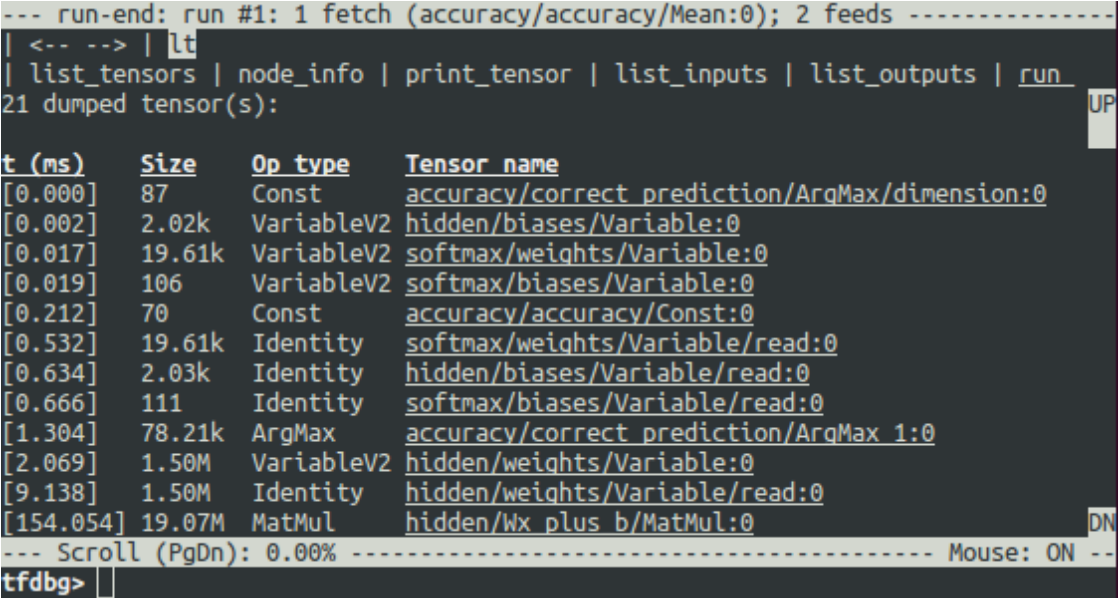 --- run-end: run #1: 1 fetch (accuracy/accuracy/Mean:0); 2 feeds ---------------
| <-- --> | lt
| list_tensors | node_info | print_tensor | list_inputs | list_outputs | run
21 dumped tensor(s): UP
t (ms) Size Op type Tensor name
[0.000] 87 Const accuracy/correct_prediction/ArgMax/dimension:0
[0.002] 2.02k VariableV2 hidden/biases/Variable:0
[0.017] 19.61k VariableV2 softmax/weights/Variable:0
[0.019] 106 VariableV2 softmax/biases/Variable:0
[0.212] 70 Const accuracy/accuracy/Const:0
[0.532] 19.61k Identity softmax/weights/Variable/read:0
[0.634] 2.03k Identity hidden/biases/Variable/read:0
[0.666] 111 Identity softmax/biases/Variable/read:0
[1.304] 78.21k ArgMax accuracy/correct_prediction/ArgMax_1:0
[2.069] 1.50M VariableV2 hidden/weights/Variable:0
[9.138] 1.50M Identity hidden/weights/Variable/read:0
[154.054] 19.07M MatMul hidden/Wx_plus_b/MatMul:0 DN
--- Scroll (PgDn): 0.00% ------------------------------------------ Mouse: ON --
tfdbg>